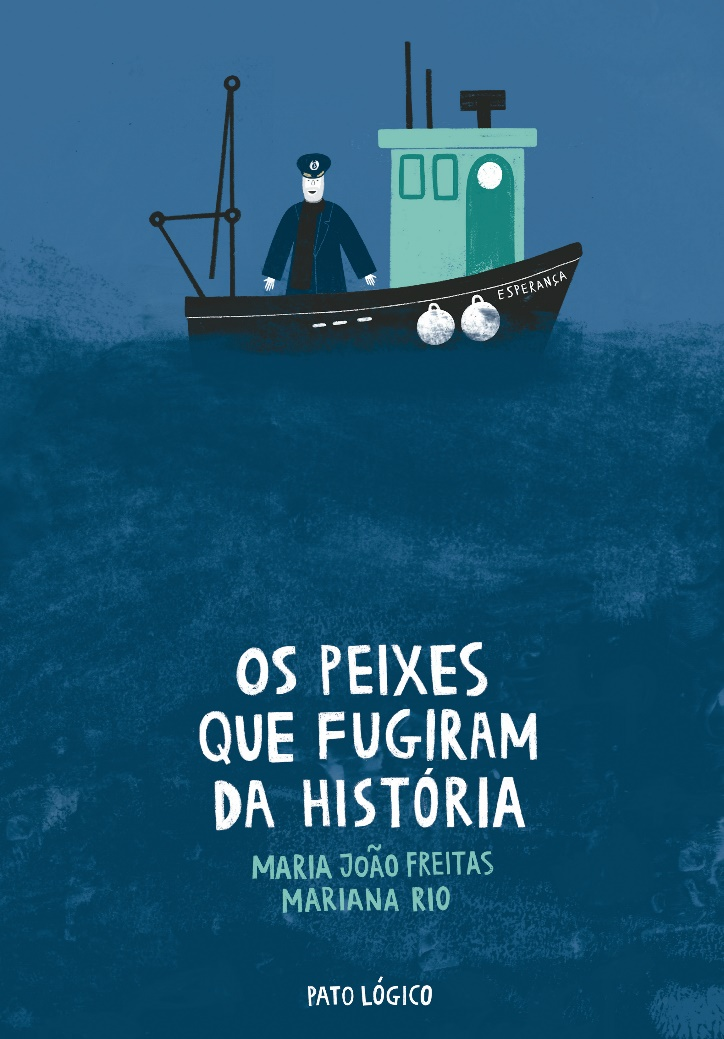 ESPERANÇA
OS PEIXES
QUE FUGIRAM
DA HISTÓRIA
MARIA JOÃO FREITAS
MARIANA RIO
PATO LÓGICO